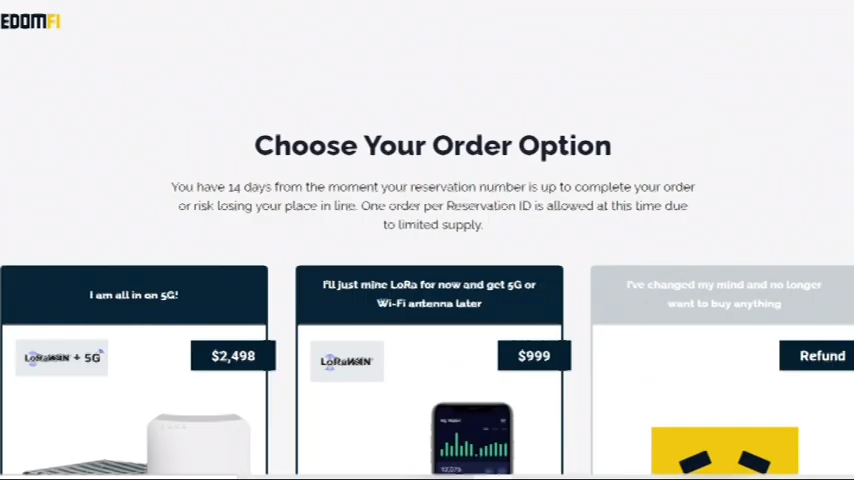 EDOMFI
Choose Your Order Option
You have 14 days from the moment your reservation number is up to complete your order
or risk losing your place in line. One order per Reservation ID is allowed at this time due
to limited supply.
I am all in on 5G!
LoRaWAN + 5G
$2,498
I'll just mine LoRa for now and get 5G or
Wi-Fi antenna later
LoRaWAN
$999
My Wallet
I've changed my mind and no longer
want to buy anything
Refund